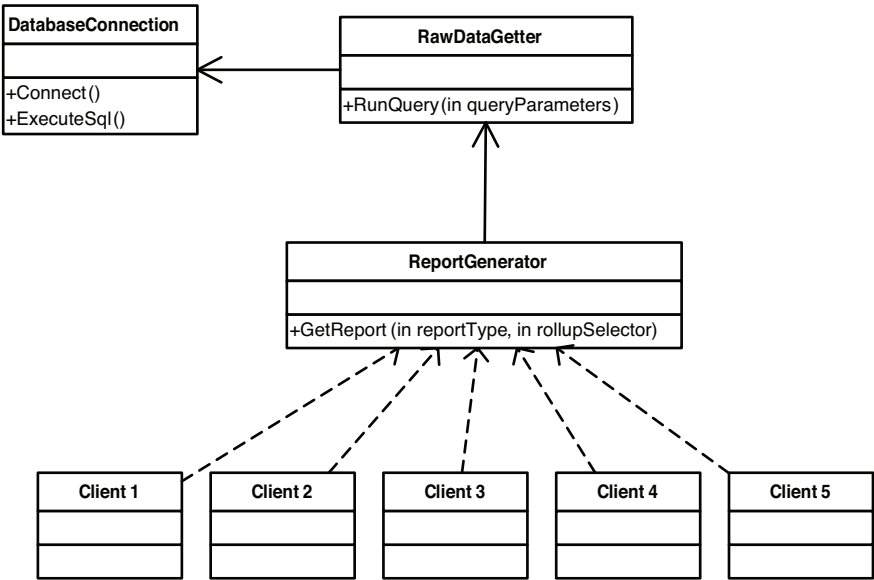 DatabaseConnection
+Connect()
+ExecuteSql()
RawDataGetter
+RunQuery(in queryParameters)
ReportGenerator
+GetReport (in reportType, in rollupSelector)
Client 1
Client 2
Client 3
Client 4
Client 5